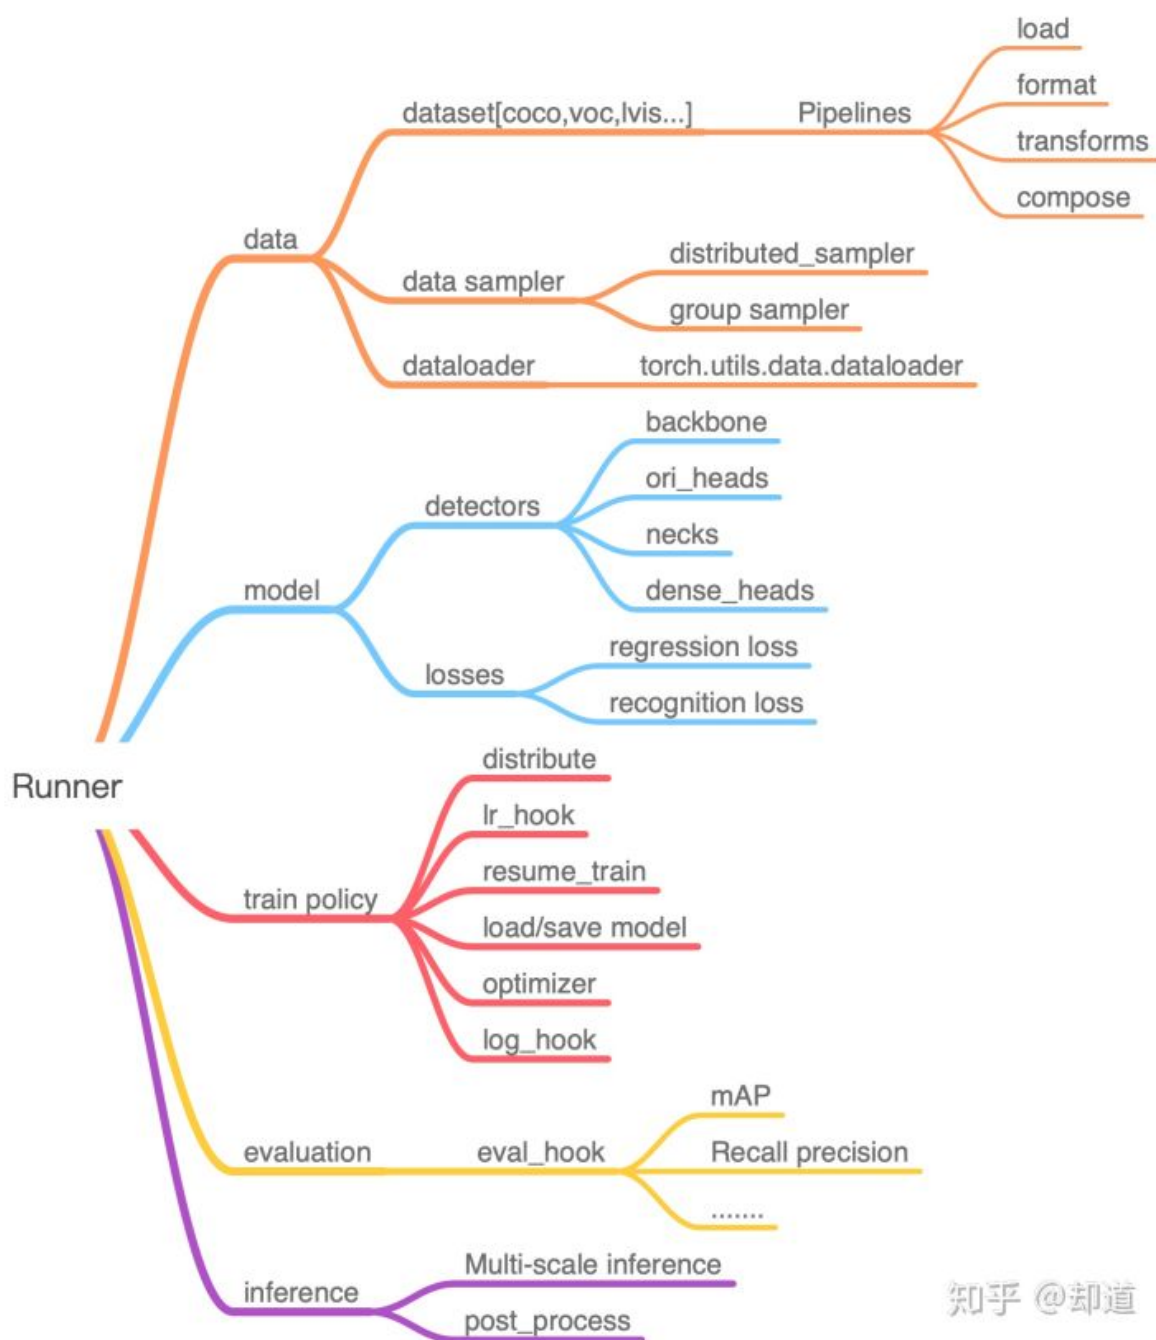 load
format
dataset[coco,voc,lvis...]
Pipelines
transforms
compose
data
distributed_sampler
data sampler
group sampler
dataloader
torch.utils.data.dataloader
backbone
ori_heads
detectors
necks
dense_heads
model
regression loss
losses
recognition loss
distribute
Runner
lr_hook
resume_train
train policy
load/save model
optimizer
log_hook
mAP
evaluation
eval_hook
Recall precision
.......
Multi-scale inference
inference
post_process
知乎 @却道